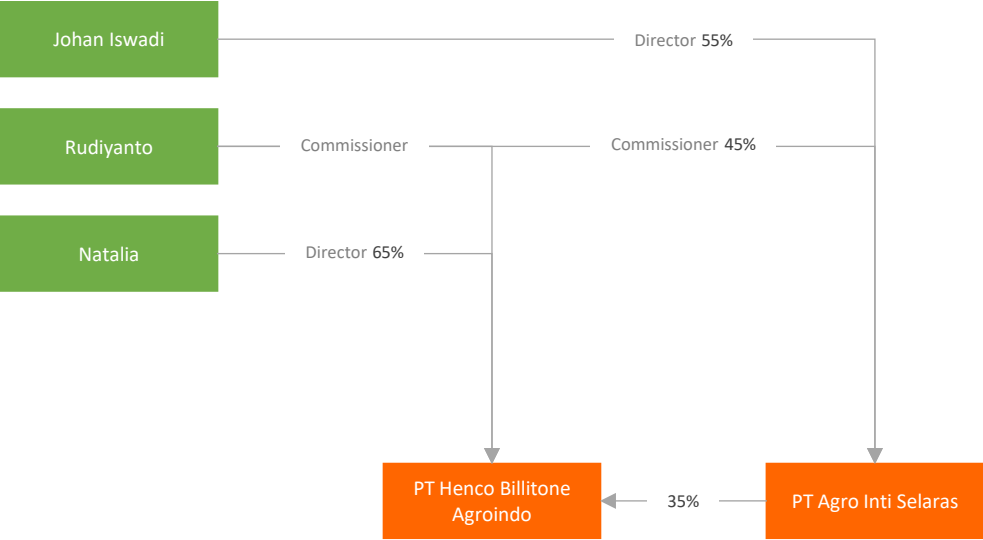 Johan Iswadi
Director 55%
Rudiyanto
Commissioner
Commissioner 45%
Natalia
Director 65%
PT Henco Billitone
Agroindo
35%
PT Agro Inti Selaras